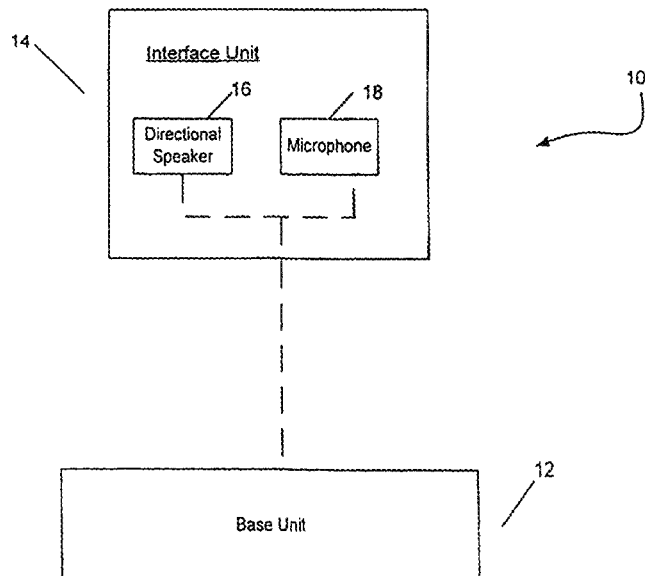 14
Interface Unit
10
16
18
Directional
Speaker
Microphone
12
Base Unit